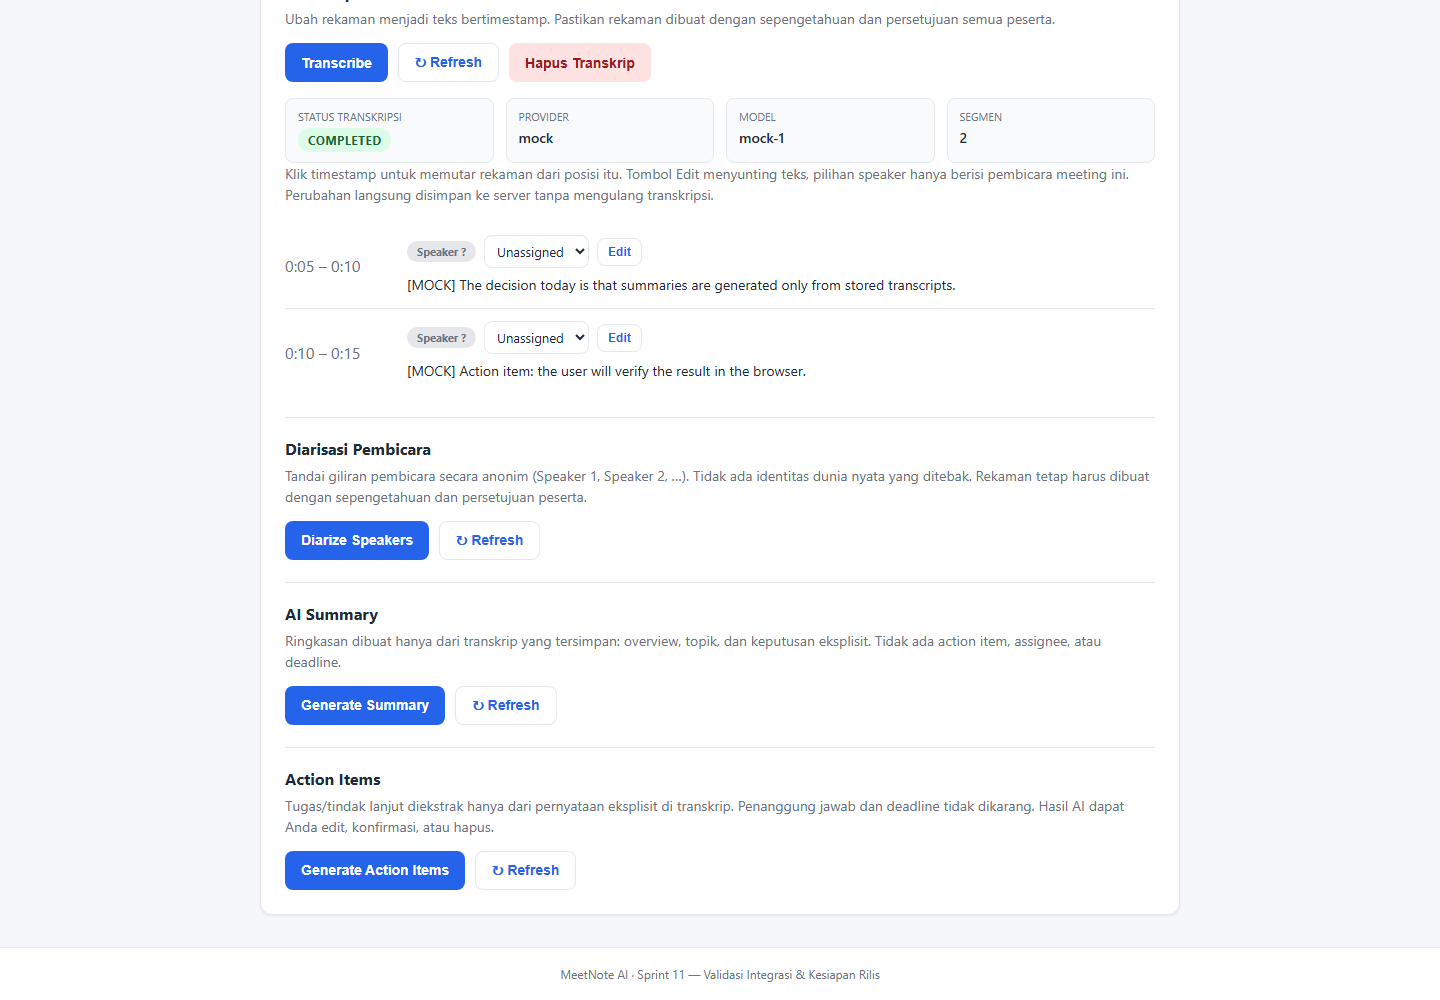 Ubah rekaman menjadi teks bertimestamp. Pastikan rekaman dibuat dengan sepengetahuan dan persetujuan semua peserta.
Transcribe
↻ Refresh
Hapus Transkrip
STATUS TRANSKRIPSI
COMPLETED
PROVIDER
mock
MODEL
mock-1
SEGMEN
2
Klik timestamp untuk memutar rekaman dari posisi itu. Tombol Edit menyunting teks, pilihan speaker hanya berisi pembicara meeting ini.
Perubahan langsung disimpan ke server tanpa mengulang transkripsi.
0:05 – 0:10
Speaker ?
Unassigned
Edit
[MOCK] The decision today is that summaries are generated only from stored transcripts.
0:10 – 0:15
Speaker ?
Unassigned
Edit
[MOCK] Action item: the user will verify the result in the browser.
Diarisasi Pembicara
Tandai giliran pembicara secara anonim (Speaker 1, Speaker 2, ...). Tidak ada identitas dunia nyata yang ditebak. Rekaman tetap harus dibuat
dengan sepengetahuan dan persetujuan peserta.
Diarize Speakers
↻ Refresh
AI Summary
Ringkasan dibuat hanya dari transkrip yang tersimpan: overview, topik, dan keputusan eksplisit. Tidak ada action item, assignee, atau
deadline.
Generate Summary
↻ Refresh
Action Items
Tugas/tindak lanjut diekstrak hanya dari pernyataan eksplisit di transkrip. Penanggung jawab dan deadline tidak dikarang. Hasil AI dapat
Anda edit, konfirmasi, atau hapus.
Generate Action Items
↻ Refresh
MeetNote AI · Sprint 11 — Validasi Integrasi & Kesiapan Rilis